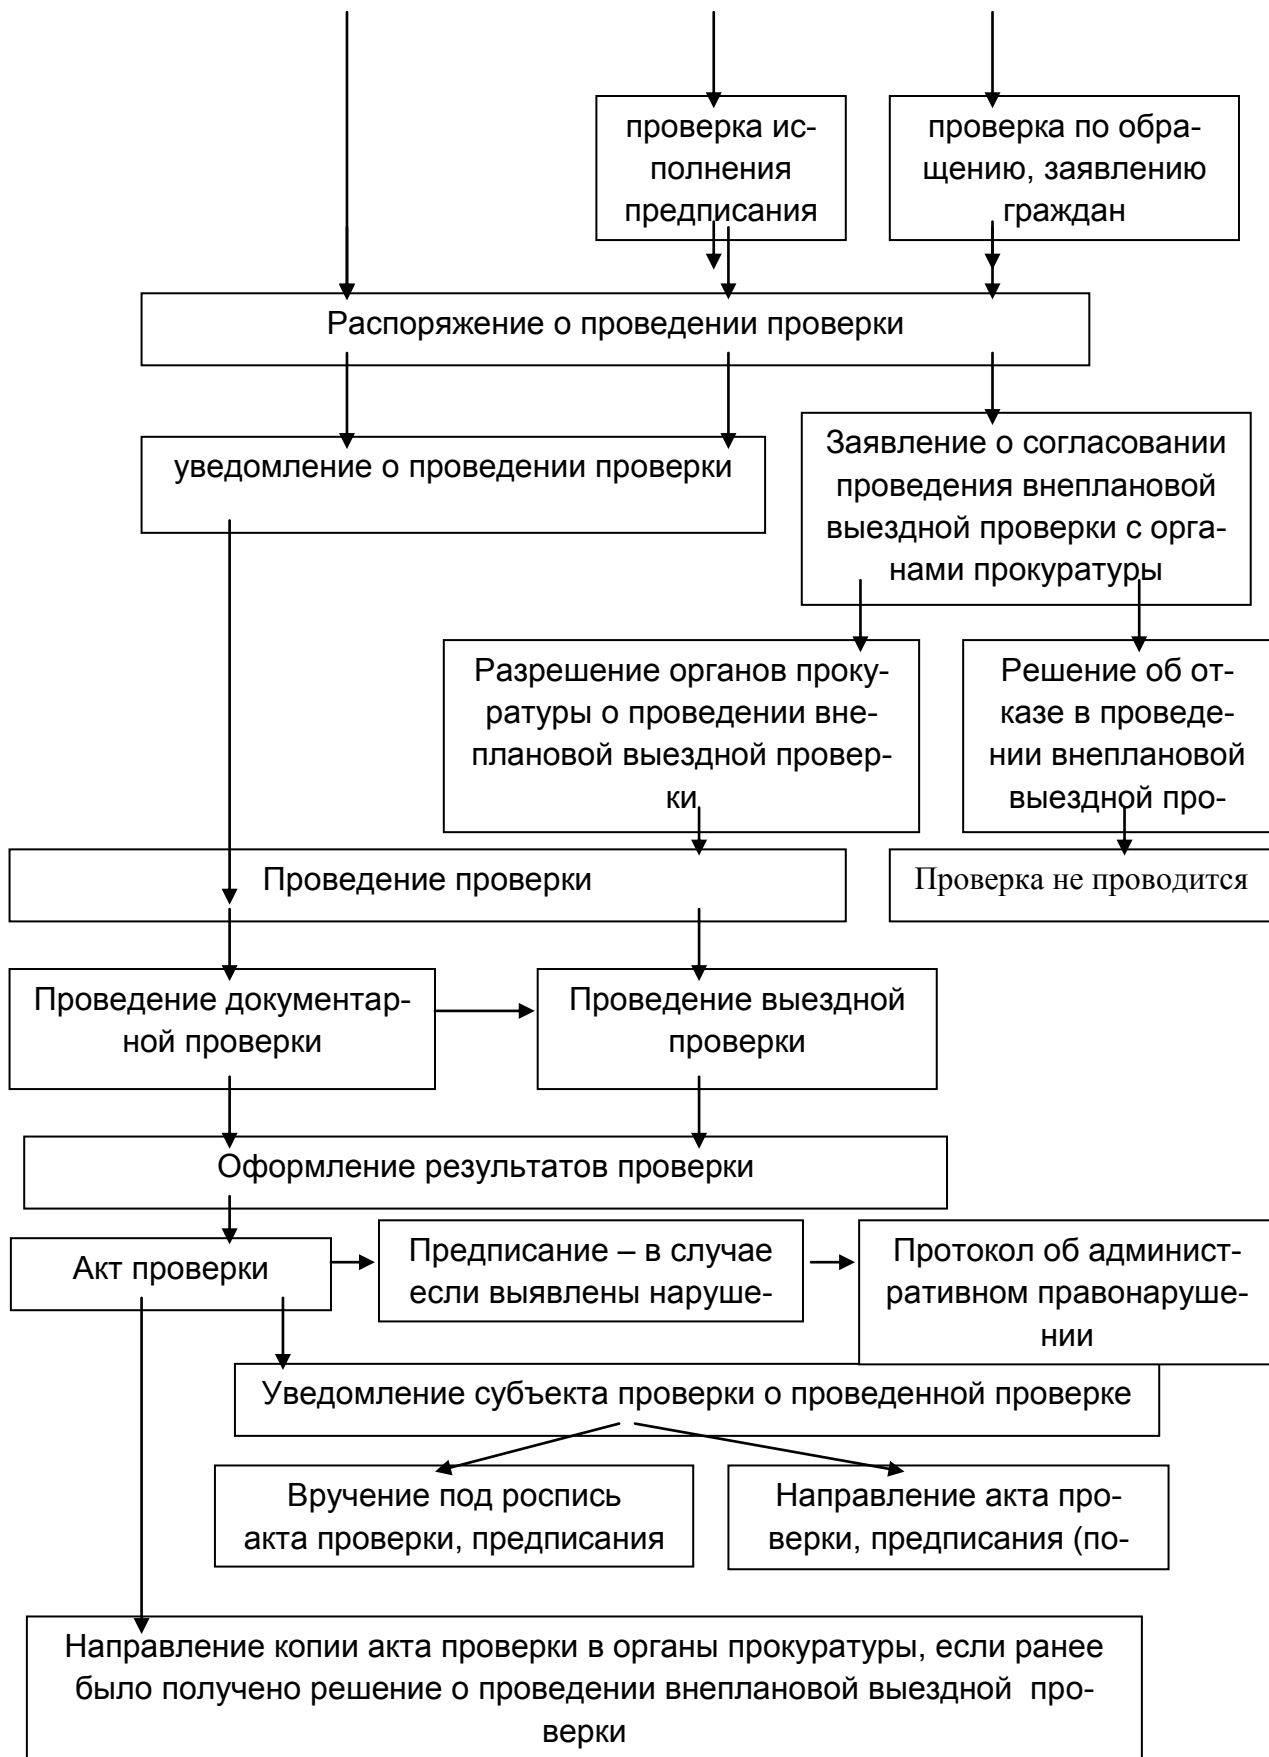 проверка ис-
полнения
предписания
проверка по обра-
щению, заявлению
граждан
Распоряжение о проведении проверки
уведомление о проведении проверки
Заявление о согласовании
проведения внеплановой
выездной проверки с орга-
нами прокуратуры
Разрешение органов проку-
ратуры о проведении вне-
плановой выездной провер-
ки
Решение об от-
казе в проведе-
нии внеплановой
выездной про-
Проведение проверки
Проверка не проводится
Проведение документар-
ной проверки
Проведение выездной
проверки
Оформление результатов проверки
Акт проверки
Предписание – в случае
если выявлены наруше-
Протокол об админист-
ративном правонаруше-
нии
Уведомление субъекта проверки о проведенной проверке
Вручение под роспись
акта проверки, предписания
Направление акта про-
верки, предписания (по-
Направление копии акта проверки в органы прокуратуры, если ранее
было получено решение о проведении внеплановой выездной про-
верки